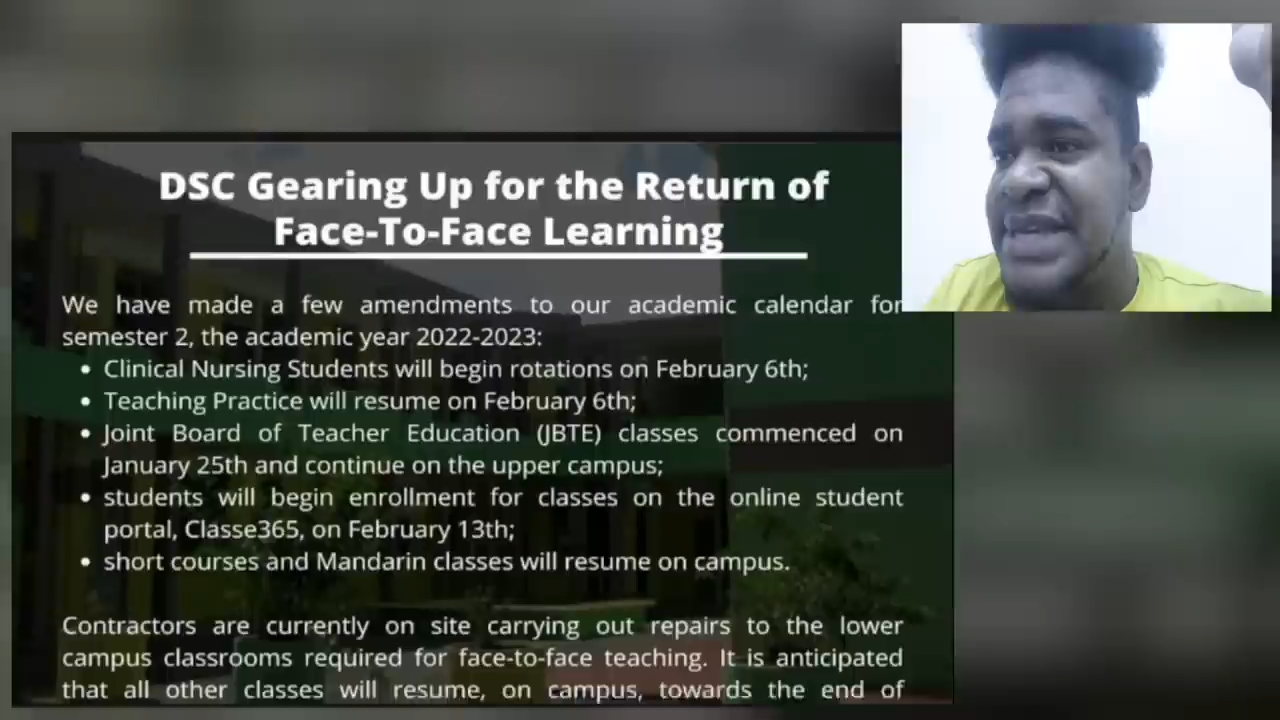 DSC Gearing Up for the Return of
Face-To-Face Learning
We have made a few amendments to our academic calendar for
semester 2, the academic year 2022-2023:
• Clinical Nursing Students will begin rotations on February 6th;
• Teaching Practice will resume on February 6th;
• Joint Board of Teacher Education (JBTE) classes commenced on
January 25th and continue on the upper campus;
• students will begin enrollment for classes on the online student
portal, Classe365, on February 13th;
• short courses and Mandarin classes will resume on campus.
Contractors are currently on site carrying out repairs to the lower
campus classrooms required for face-to-face teaching. It is anticipated
that all other classes will resume, on campus, towards the end of